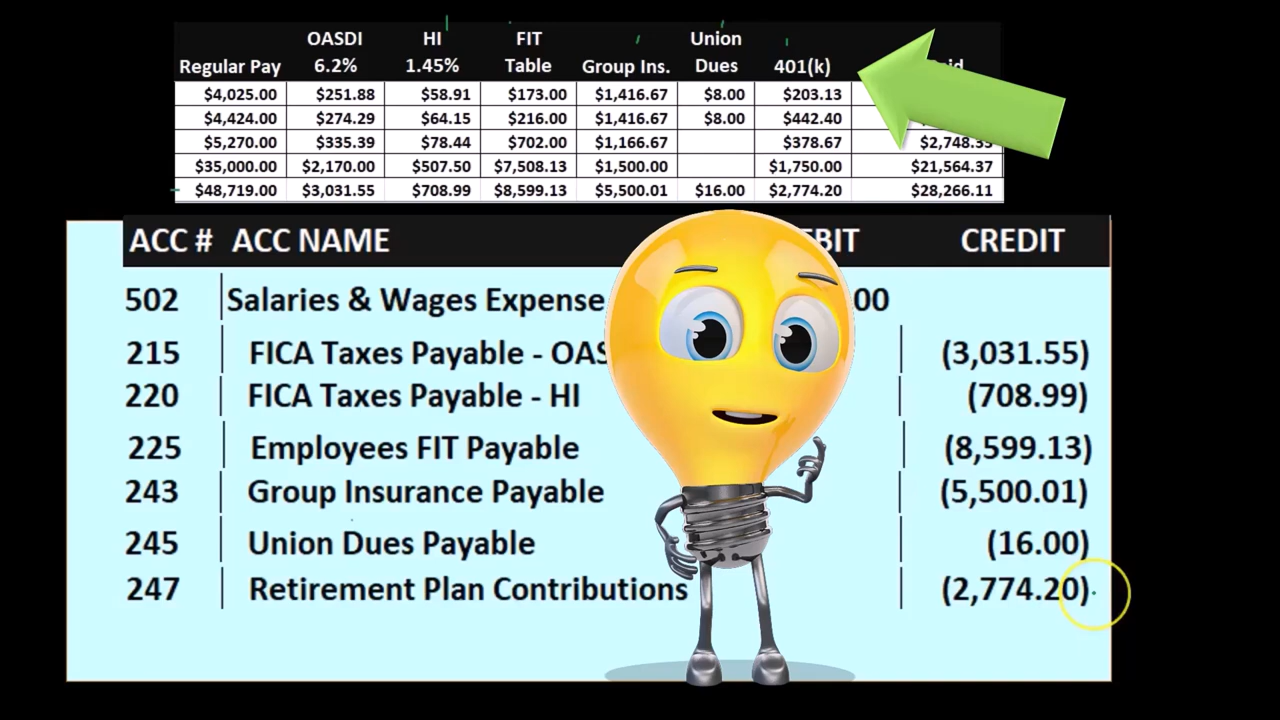 OASDI HI FIT Union
Regular Pay 6.2% 1.45% Table Group Ins. Dues 401(k)
$4,025.00 $251.88 $58.91 $173.00 $1,416.67 $8.00 $203.13
$4,424.00 $274.29 $64.15 $216.00 $1,416.67 $8.00 $442.40
$5,270.00 $335.39 $78.44 $702.00 $1,166.67 $378.67
$35,000.00 $2,170.00 $507.50 $7,508.13 $1,500.00 $1,750.00 $21,564.37
$48,719.00 $3,031.55 $708.99 $8,599.13 $5,500.01 $16.00 $2,774.20 $28,266.11
ACC # ACC NAME CREDIT
502 Salaries & Wages Expense 00
215 FICA Taxes Payable - OAS (3,031.55)
220 FICA Taxes Payable - HI (708.99)
225 Employees FIT Payable (8,599.13)
243 Group Insurance Payable (5,500.01)
245 Union Dues Payable (16.00)
247 Retirement Plan Contributions (2,774.20)